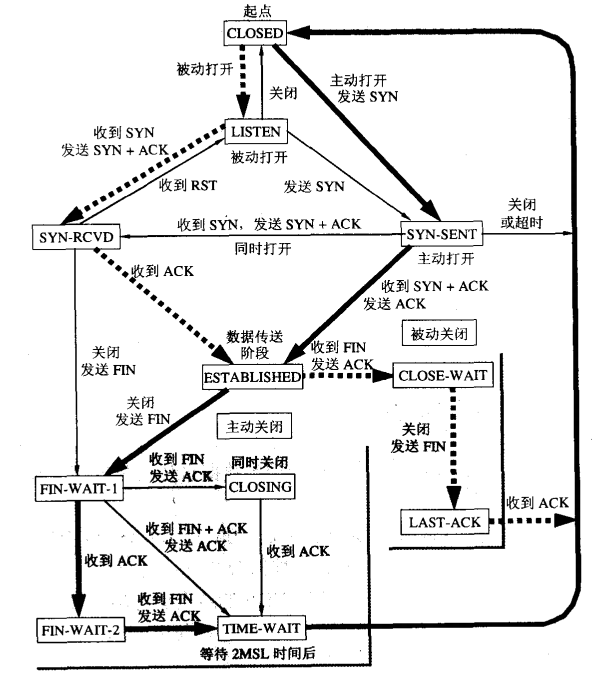 起点
CLOSED
被动打开
关闭
主动打开
发送 SYN
收到 SYN
发送 SYN + ACK
LISTEN
被动打开
收到 RST
发送 SYN
关闭
或超时
SYN-RCVD
收到 SYN，发送 SYN + ACK
同时打开
SYN-SENT
主动打开
收到 ACK
收到 SYN + ACK
发送 ACK
数据传送
阶段
被动关闭
关闭
发送 FIN
ESTABLISHED
收到 FIN
发送 ACK
CLOSE-WAIT
关闭
发送 FIN
主动关闭
关闭
发送 FIN
收到 FIN
发送 ACK
同时关闭
FIN-WAIT-1
CLOSING
LAST-ACK
收到 ACK
收到 FIN + ACK
发送 ACK
收到 ACK
收到 ACK
收到 FIN
发送 ACK
FIN-WAIT-2
TIME-WAIT
等待 2MSL 时间后